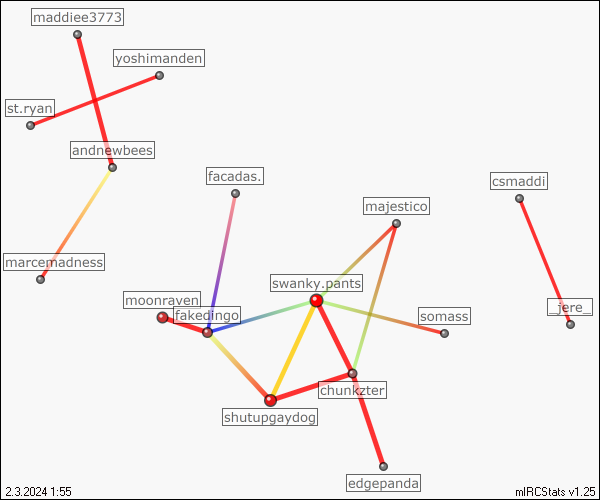 maddiee3773
yoshimanden
st.ryan
andnewbees
facadas.
csmaddi
majestico
marcernadness
swanky.pants
moonraven
fakedingo
somass
_jere_
chunkzter
shutupgaydog
edgepanda
2.3.2024 1:55
mIRCStats v1.25